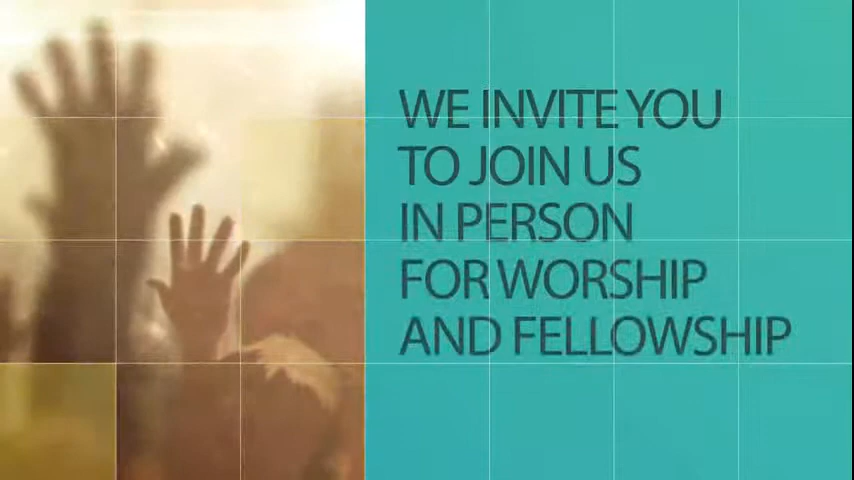 WE INVITE YOU
TO JOIN US
IN PERSON
FOR WORSHIP
AND FELLOWSHIP